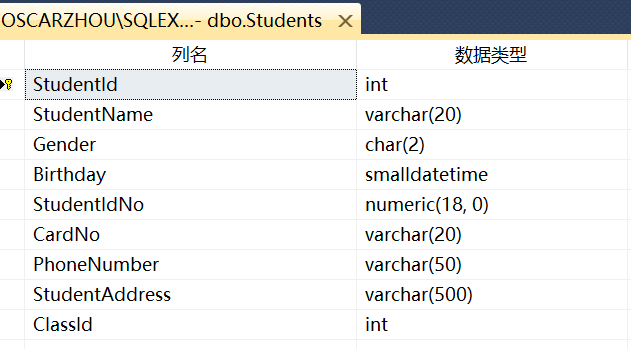 OSCARZHOU\SQLEX...- dbo.Students
列名 数据类型
StudentId int
StudentName varchar(20)
Gender char(2)
Birthday smalldatetime
StudentIdNo numeric(18, 0)
CardNo varchar(20)
PhoneNumber varchar(50)
StudentAddress varchar(500)
ClassId int